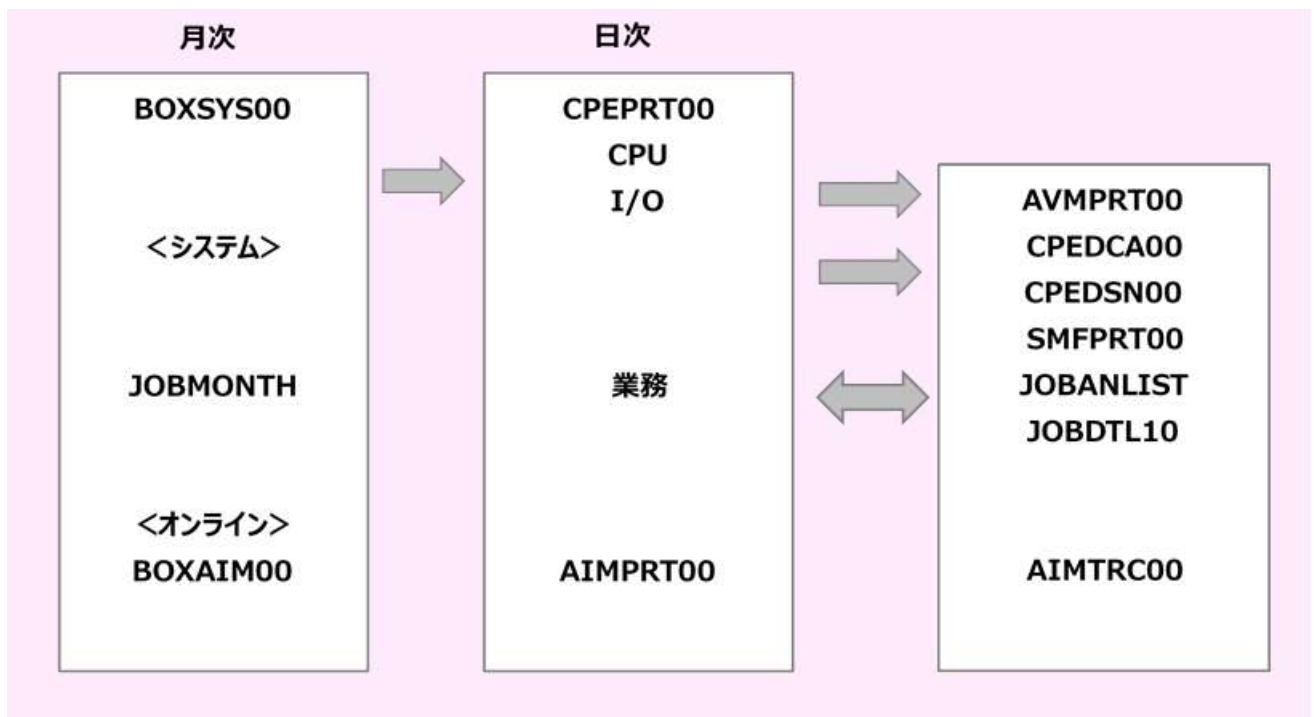 月次
BOXSYS00
<システム>
JOBMONTH
<オンライン>
BOXAIM00
日次
CPEPRT00
CPU
I/O
業務
AIMPRT00
AVMPRT00
CPEDCA00
CPEDSN00
SMFPRT00
JOBANLIST
JOBDTL10
AIMTRC00